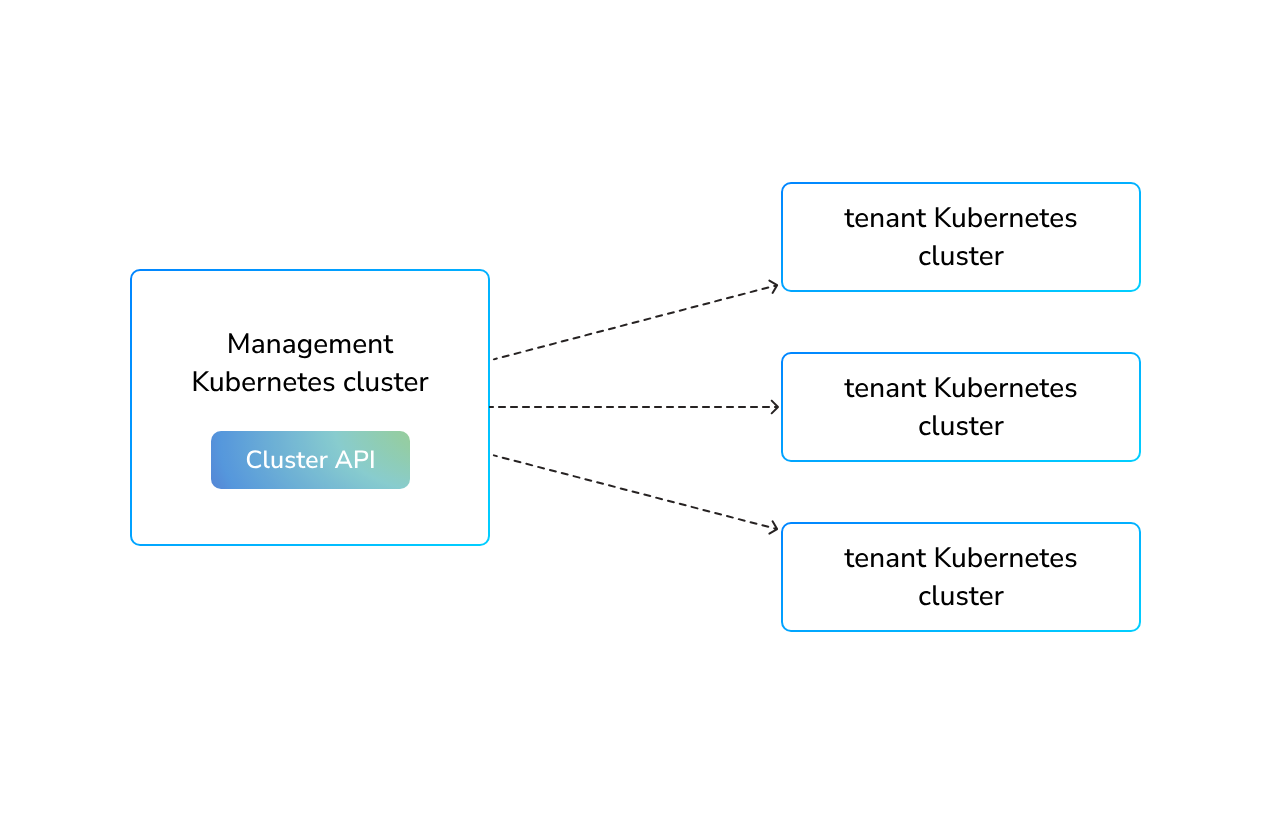 Management
Kubernetes cluster
Cluster API
tenant Kubernetes
cluster
tenant Kubernetes
cluster
tenant Kubernetes
cluster